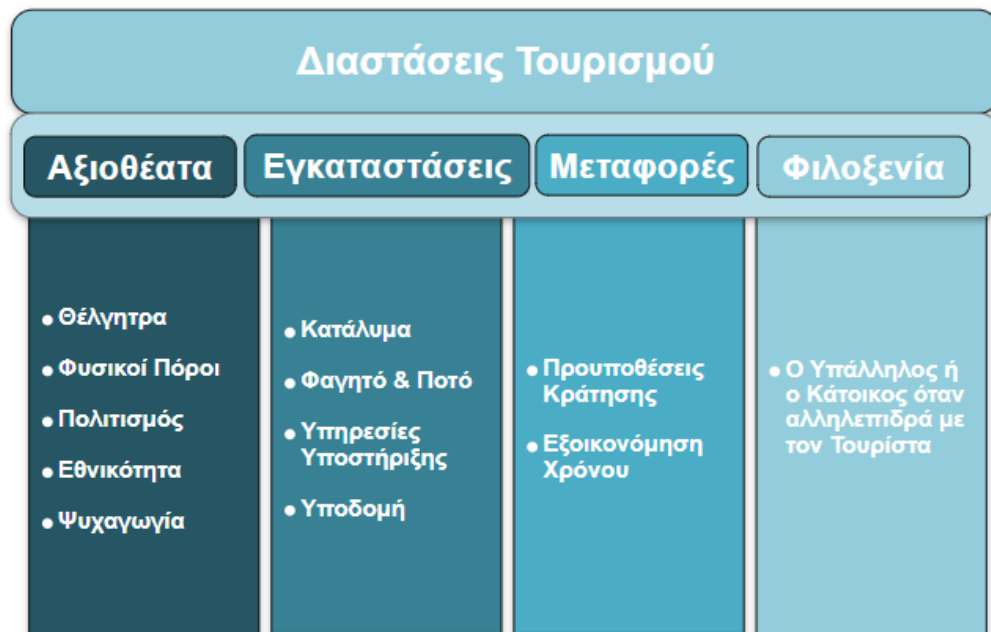 Διαστάσεις Τουρισμού
Αξιοθέατα
Εγκαταστάσεις
Μεταφορές
Φιλοξενία
• Θέλγητρα
• Φυσικοί Πόροι
• Πολιτισμός
• Εθνικότητα
• Ψυχαγωγία
• Κατάλυμα
• Φαγητό & Ποτό
• Υπηρεσίες
Υποστήριξης
• Υποδομή
• Προυποθέσεις
Κράτησης
• Εξοικονόμηση
Χρόνου
• Ο Υπάλληλος ή
ο Κάτοικος όταν
αλληλεπιδρά με
τον Τουρίστα